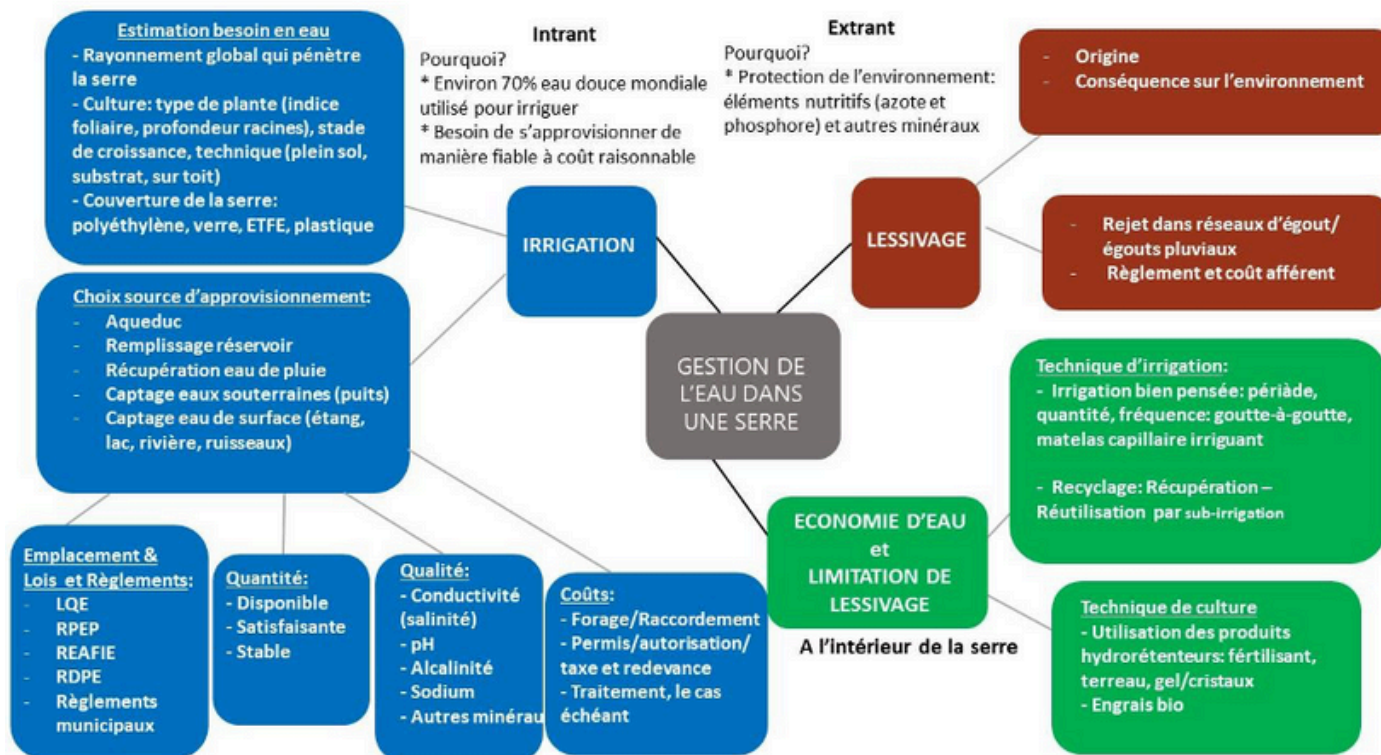 Estimation besoin en eau
- Rayonnement global qui pénètre
la serre
- Culture: type de plante (indice
foliaire, profondeur racines), stade
de croissance, technique (plein sol,
substrat, sur toit)
- Couverture de la serre:
polyéthylène, verre, ETFE, plastique
Intrant
Pourquoi?
* Environ 70% eau douce mondiale
utilisé pour irriguer
* Besoin de s'approvisionner de
manière fiable à coût raisonnable
Extrant
Pourquoi?
* Protection de l'environnement:
éléments nutritifs (azote et
phosphore) et autres minéraux
- Origine
- Conséquence sur l'environnement
IRRIGATION
LESSIVAGE
- Rejet dans réseaux d'égout/
égouts pluviaux
- Règlement et coût afférent
Choix source d'approvisionnement:
- Aqueduc
- Remplissage réservoir
- Récupération eau de pluie
- Captage eaux souterraines (puits)
- Captage eau de surface (étang,
lac, rivière, ruisseaux)
GESTION DE
L'EAU DANS
UNE SERRE
Technique d'irrigation:
- Irrigation bien pensée: périàde,
quantité, fréquence: goutte-à-goutte,
matelas capillaire irriguant
- Recyclage: Récupération –
Réutilisation par sub-irrigation
ECONOMIE D'EAU
et
LIMITATION DE
LESSIVAGE
A l'intérieur de la serre
Technique de culture
- Utilisation des produits
hydrorétenteurs: fértilisant,
terreau, gel/cristaux
- Engrais bio
Emplacement &
Lois et Règlements:
- LQE
- RPEP
- REAFIE
- RDPE
- Règlements
municipaux
Quantité:
- Disponible
- Satisfaisante
- Stable
Qualité:
- Conductivité
(salinité)
- pH
- Alcalinité
- Sodium
- Autres minérau
Coûts:
- Forage/Raccordement
- Permis/autorisation/
taxe et redevance
- Traitement, le cas
échéant